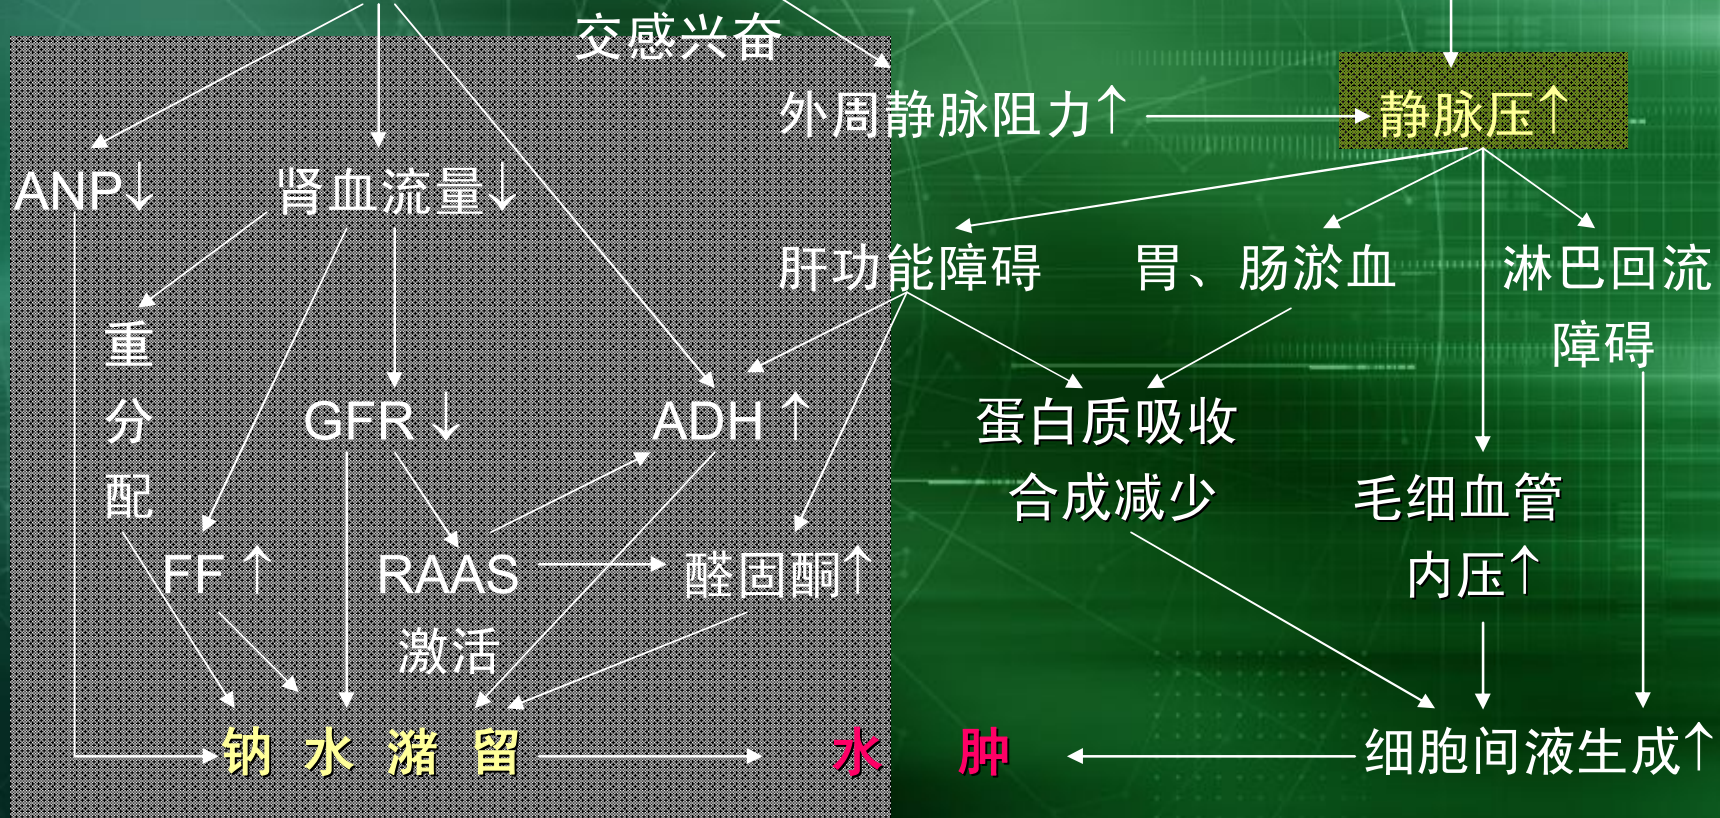 交感兴奋
外周静脉阻力↑
静脉压↑
ANP↓
肾血流量↓
肝功能障碍
胃、肠淤血
淋巴回流
障碍
重
分
配
GFR ↓
ADH ↑
蛋白质吸收
合成减少
毛细血管
内压↑
FF ↑
RAAS
激活
醛固酮↑
钠 水 潴 留
水 肿
细胞间液生成↑